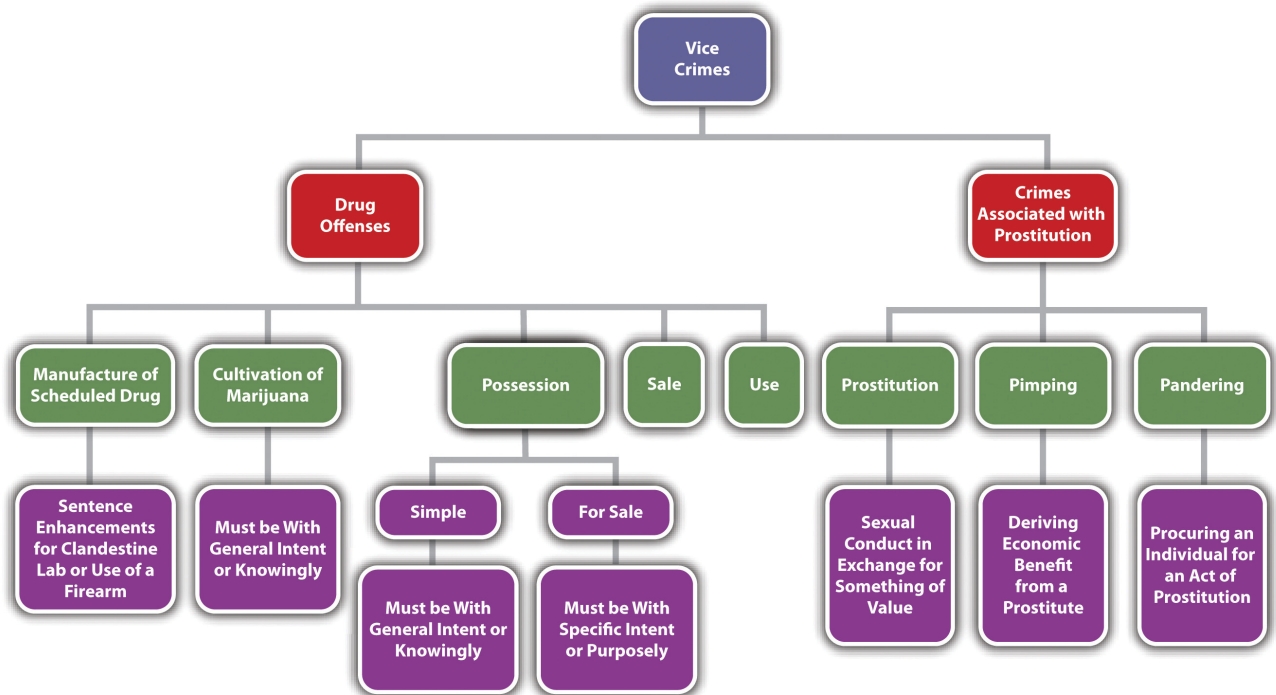 Vice
Crimes
Drug
Offenses
Crimes
Associated with
Prostitution
Manufacture of
Scheduled Drug
Cultivation of
Marijuana
Possession
Sale
Use
Prostitution
Pimping
Pandering
Sentence
Enhancements
for Clandestine
Lab or Use of a
Firearm
Must be With
General Intent
or Knowingly
Simple
For Sale
Must be With
General Intent or
Knowingly
Must be With
Specific Intent
or Purposely
Sexual
Conduct in
Exchange for
Something of
Value
Deriving
Economic
Benefit
from a
Prostitute
Procuring an
Individual for
an Act of
Prostitution